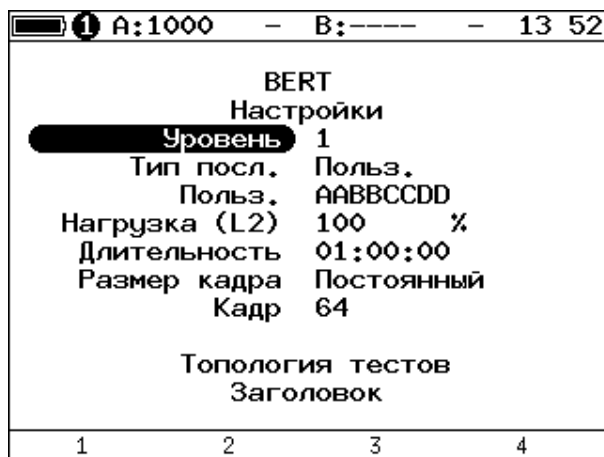 1 A:1000 – B:---- – 13 52
BERT
Настройки
Уровень 1
Тип посл. Польз.
Польз. AABBCCDD
Нагрузка (L2) 100 %
Длительность 01:00:00
Размер кадра Постоянный
Кадр 64
Топология тестов
Заголовок
1 2 3 4